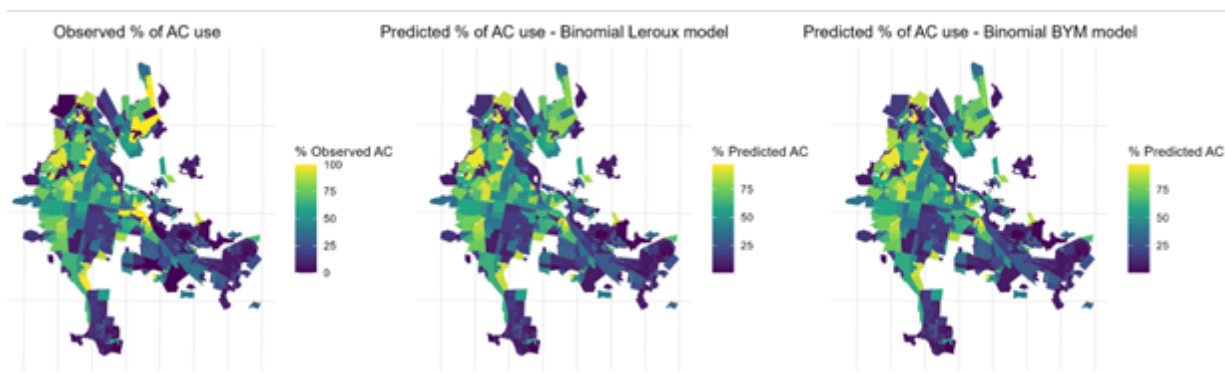 Observed % of AC use
% Observed AC
100
75
50
25
0
Predicted % of AC use - Binomial Leroux model
% Predicted AC
75
50
25
Predicted % of AC use - Binomial BYM model
% Predicted AC
75
50
25